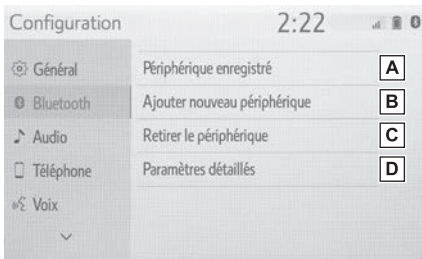 Configuration 2:22
Général
Bluetooth
Audio
Téléphone
Voix
Périphérique enregistré A
Ajouter nouveau périphérique B
Retirer le périphérique C
Paramètres détaillés D